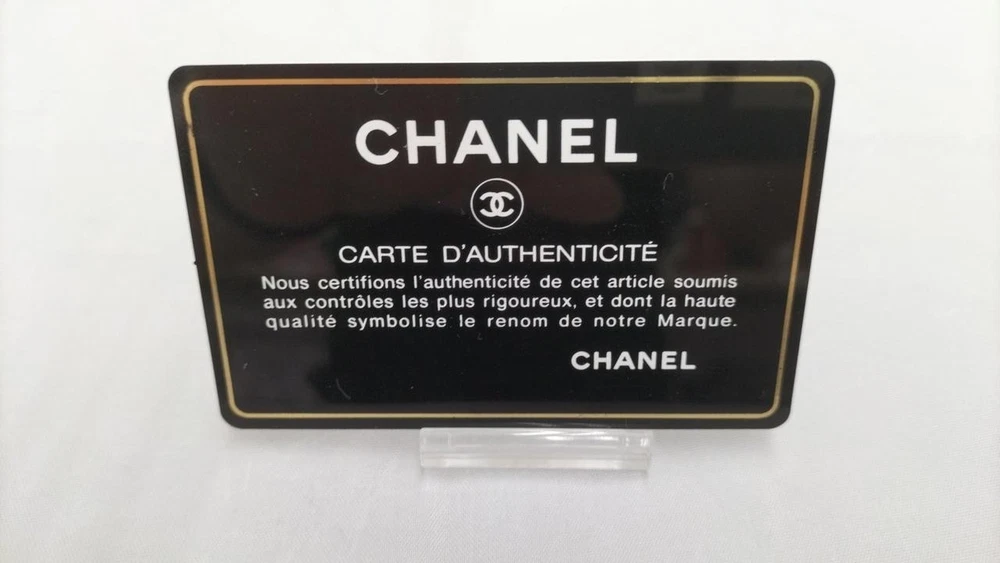 CHANEL
CARTE D'AUTHENTICITÉ
Nous certifions l'authenticité de cet article soumis
aux contrôles les plus rigoureux, et dont la haute
qualité symbolise le renom de notre Marque.
CHANEL